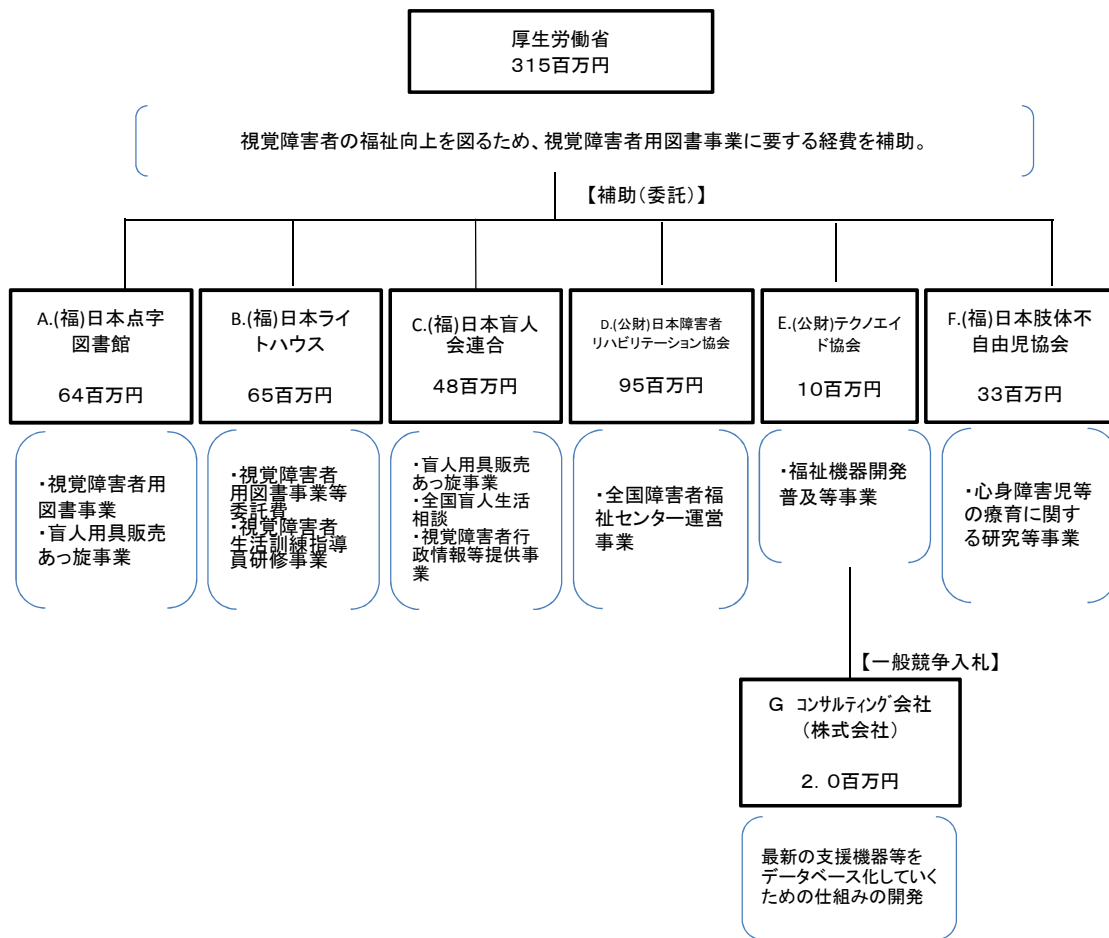 厚生労働省
315百万円
視覚障害者の福祉向上を図るため、視覚障害者用図書事業に要する経費を補助。
【補助(委託)】
A.(福)日本点字
図書館
64百万円
B.(福)日本ライ
トハウス
65百万円
C.(福)日本盲人
会連合
48百万円
D.(公財)日本障害者
リハビリテーション協会
95百万円
E.(公財)テクノエイ
ド協会
10百万円
F.(福)日本肢体不
自由児協会
33百万円
・視覚障害者用
図書事業
・盲人用具販売
あっ旋事業
・視覚障害者
用図書事業等
委託費
・視覚障害者
生活訓練指導
員研修事業
・盲人用具販売
あっ旋事業
・全国盲人生活
相談
・視覚障害者行
政情報等提供事
業
・全国障害者福
祉センター運営
事業
・福祉機器開発
普及等事業
・心身障害児等
の療育に関す
る研究等事業
【一般競争入札】
G コンサルティング会社
(株式会社)
2.0百万円
最新の支援機器等を
データベース化していく
ための仕組みの開発